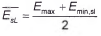 E̅sL = (Emax + Emin,sl) / 2